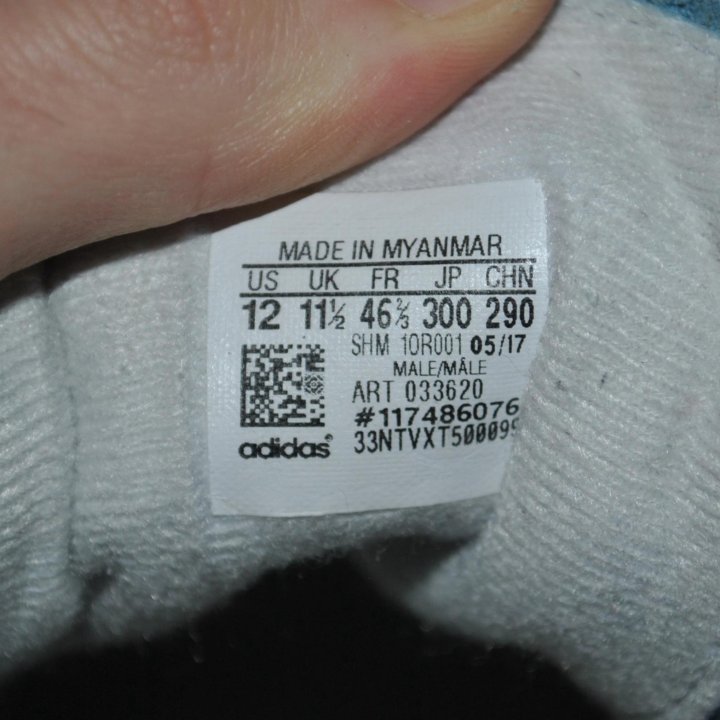 MADE IN MYANMAR
US UK FR JP CHN
12 11½ 46⅔ 300 290
SHM 10R001 05/17
MALE/MÂLE
ART 033620
#117486076
adidas® 33NTVXT500099